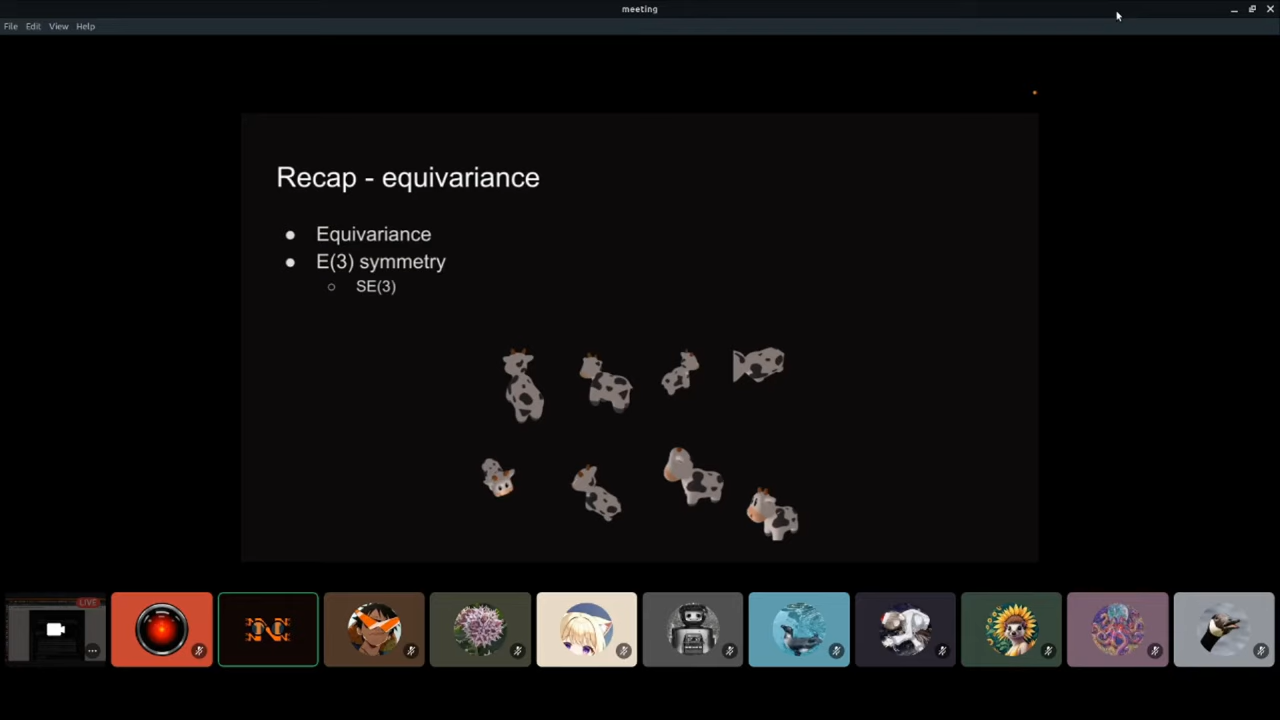 meeting
File Edit View Help
Recap - equivariance
● Equivariance
● E(3) symmetry
○ SE(3)
LIVE